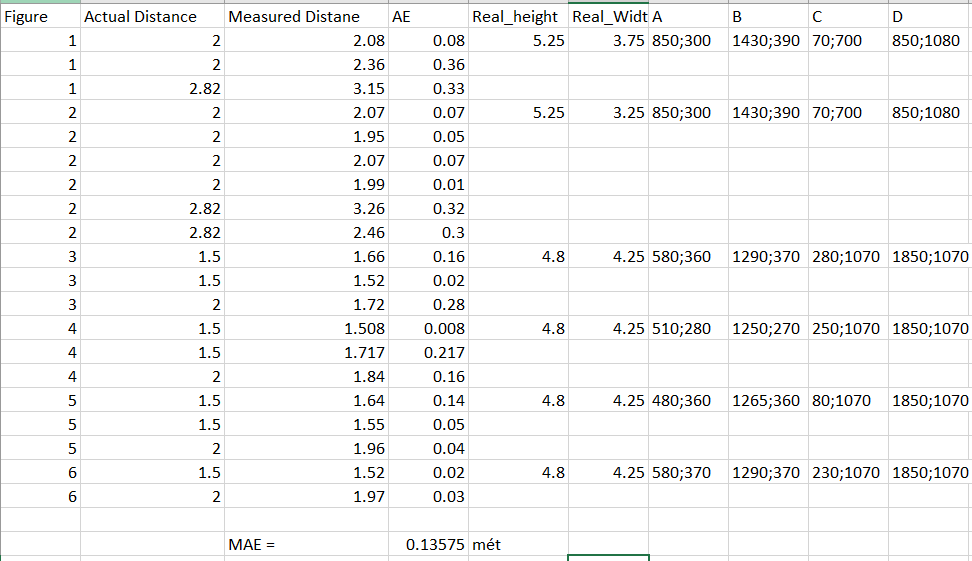 Figure Actual Distance Measured Distane AE Real_height Real_Widt A B C D
1 2 2.08 0.08 5.25 3.75 850;300 1430;390 70;700 850;1080
1 2 2.36 0.36
1 2.82 3.15 0.33
2 2 2.07 0.07 5.25 3.25 850;300 1430;390 70;700 850;1080
2 2 1.95 0.05
2 2 2.07 0.07
2 2 1.99 0.01
2 2.82 3.26 0.32
2 2.82 2.46 0.3
3 1.5 1.66 0.16 4.8 4.25 580;360 1290;370 280;1070 1850;1070
3 1.5 1.52 0.02
3 2 1.72 0.28
4 1.5 1.508 0.008 4.8 4.25 510;280 1250;270 250;1070 1850;1070
4 1.5 1.717 0.217
4 2 1.84 0.16
5 1.5 1.64 0.14 4.8 4.25 480;360 1265;360 80;1070 1850;1070
5 1.5 1.55 0.05
5 2 1.96 0.04
6 1.5 1.52 0.02 4.8 4.25 580;370 1290;370 230;1070 1850;1070
6 2 1.97 0.03
MAE = 0.13575 mét